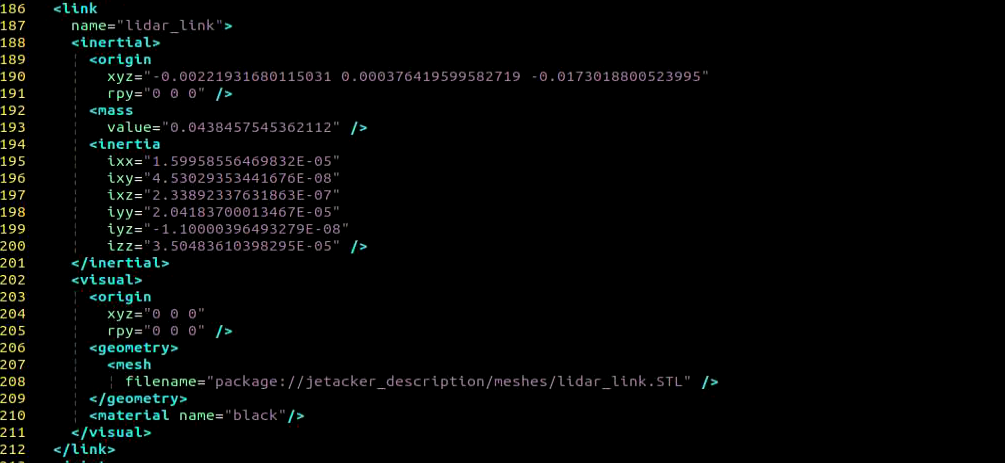 186 <link
187 name="lidar_link">
188 <inertial>
189 <origin
190 xyz="-0.00221931680115031 0.000376419599582719 -0.0173018800523995"
191 rpy="0 0 0" />
192 <mass
193 value="0.0438457545362112" />
194 <inertia
195 ixx="1.59958556469832E-05"
196 ixy="4.53029353441676E-08"
197 ixz="2.33892337631863E-07"
198 iyy="2.04183700013467E-05"
199 iyz="-1.10000396493279E-08"
200 izz="3.50483610398295E-05" />
201 </inertial>
202 <visual>
203 <origin
204 xyz="0 0 0"
205 rpy="0 0 0" />
206 <geometry>
207 <mesh
208 filename="package://jetacker_description/meshes/lidar_link.STL" />
209 </geometry>
210 <material name="black"/>
211 </visual>
212 </link>